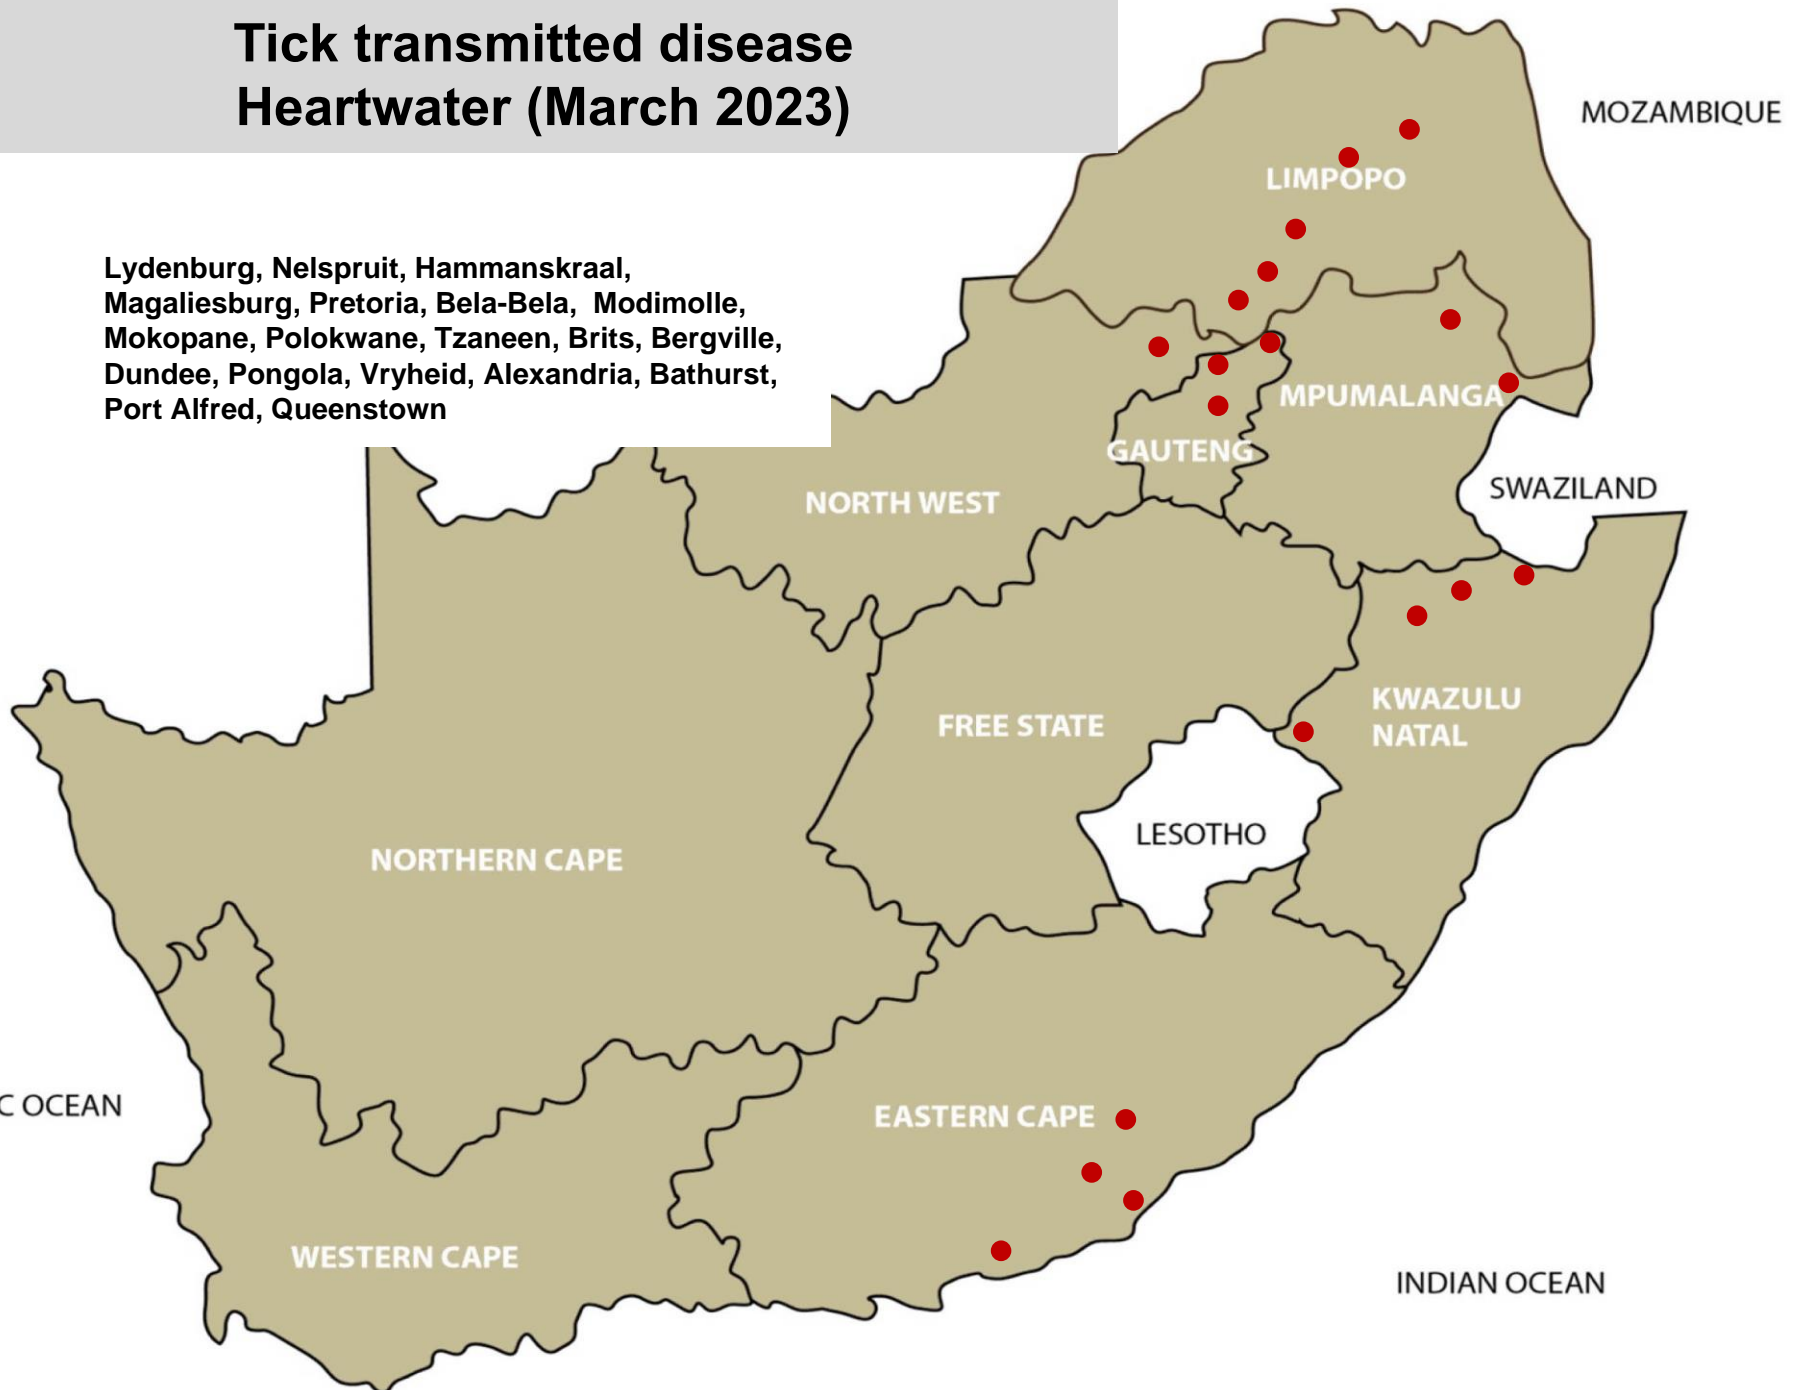 Tick transmitted disease
Heartwater (March 2023)
MOZAMBIQUE
LIMPOPO
Lydenburg, Nelspruit, Hammanskraal,
Magaliesburg, Pretoria, Bela-Bela, Modimolle,
Mokopane, Polokwane, Tzaneen, Brits, Bergville,
Dundee, Pongola, Vryheid, Alexandria, Bathurst,
Port Alfred, Queenstown
MPUMALANGA
GAUTENG
SWAZILAND
NORTH WEST
KWAZULU
NATAL
FREE STATE
LESOTHO
NORTHERN CAPE
C OCEAN
EASTERN CAPE
WESTERN CAPE
INDIAN OCEAN